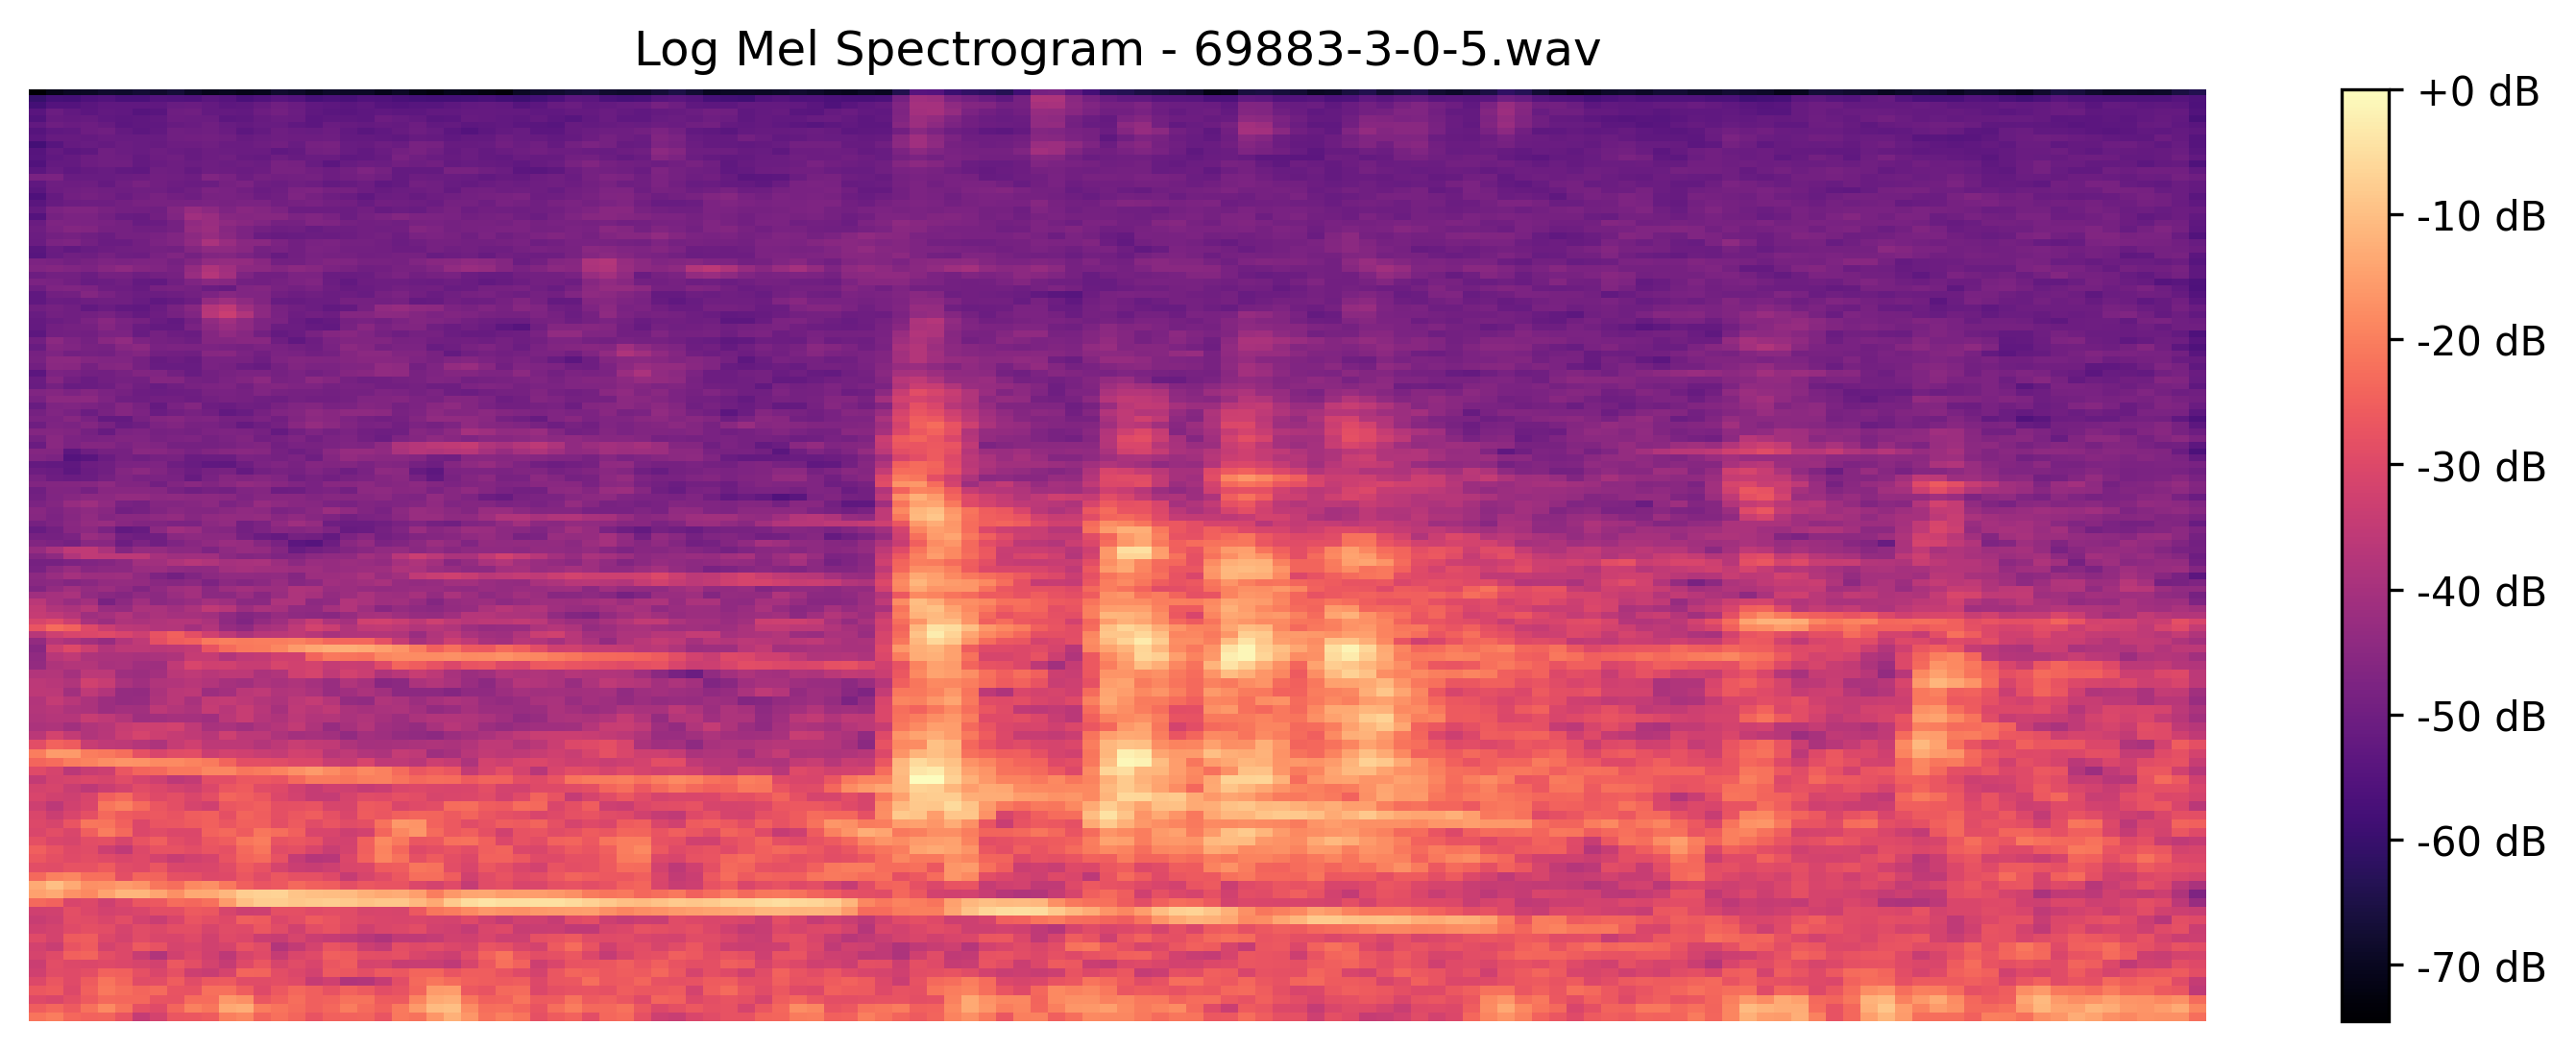 Log Mel Spectrogram - 69883-3-0-5.wav
+0 dB
-10 dB
-20 dB
-30 dB
-40 dB
-50 dB
-60 dB
-70 dB